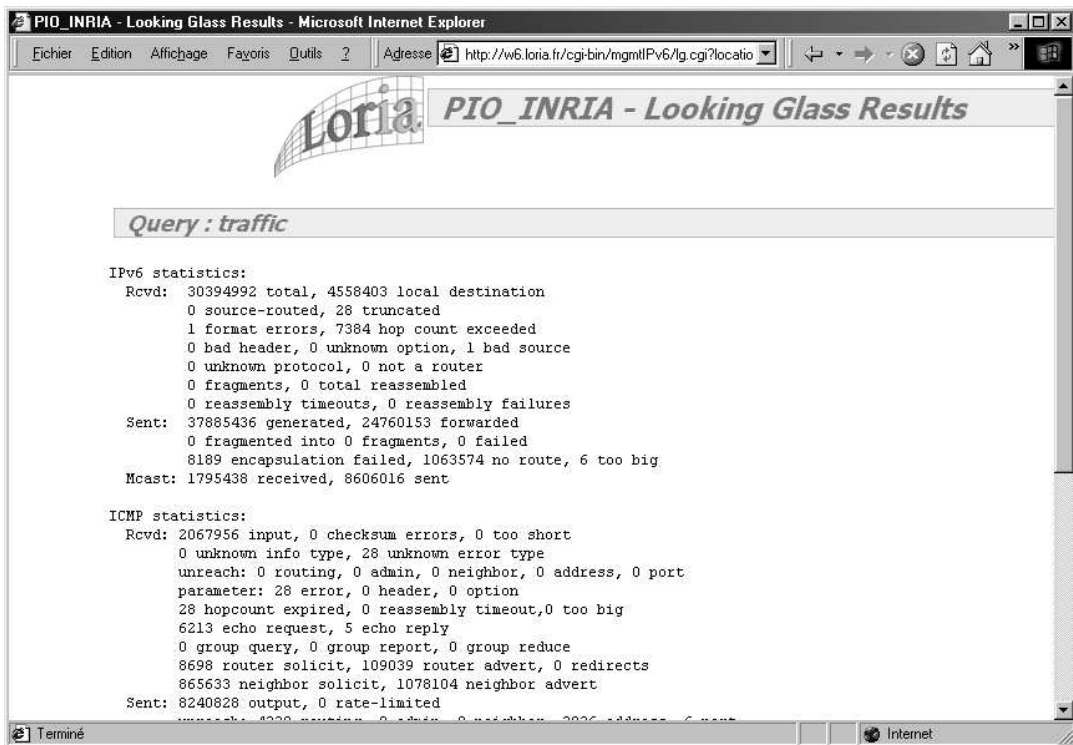 PIO_INRIA - Looking Glass Results - Microsoft Internet Explorer
Fichier Edition Affichage Favoris Outils ? Adresse http://w6.loria.fr/cgi-bin/mgmtIPv6/lg.cgi?locatio »
Loria
PIO_INRIA - Looking Glass Results
Query : traffic
IPv6 statistics:
Rcvd: 30394992 total, 4558403 local destination
0 source-routed, 28 truncated
1 format errors, 7384 hop count exceeded
0 bad header, 0 unknown option, 1 bad source
0 unknown protocol, 0 not a router
0 fragments, 0 total reassembled
0 reassembly timeouts, 0 reassembly failures
Sent: 37885436 generated, 24760153 forwarded
0 fragmented into 0 fragments, 0 failed
8189 encapsulation failed, 1063574 no route, 6 too big
Mcast: 1795438 received, 8606016 sent
ICMP statistics:
Rcvd: 2067956 input, 0 checksum errors, 0 too short
0 unknown info type, 28 unknown error type
unreach: 0 routing, 0 admin, 0 neighbor, 0 address, 0 port
parameter: 28 error, 0 header, 0 option
28 hopcount expired, 0 reassembly timeout,0 too big
6213 echo request, 5 echo reply
0 group query, 0 group report, 0 group reduce
8698 router solicit, 109039 router advert, 0 redirects
865633 neighbor solicit, 1078104 neighbor advert
Sent: 8240828 output, 0 rate-limited
Terminé Internet